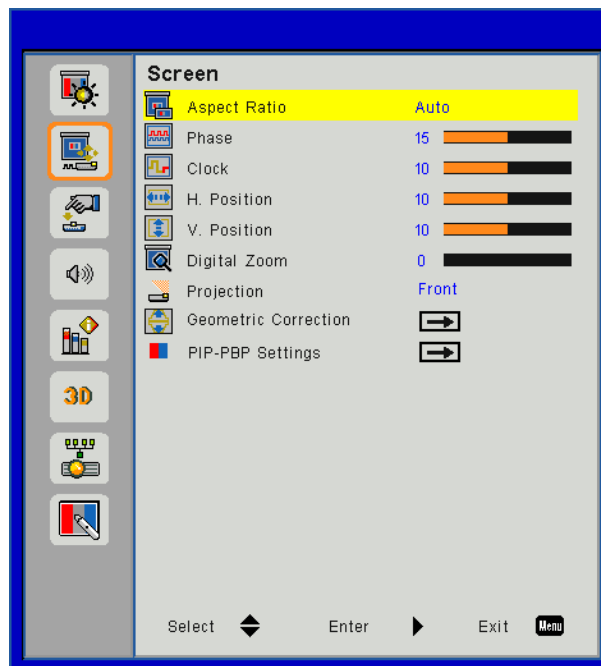 Screen
Aspect Ratio Auto
Phase 15
Clock 10
H. Position 10
V. Position 10
Digital Zoom 0
Projection Front
Geometric Correction
PIP-PBP Settings
3D
Select Enter Exit Menu